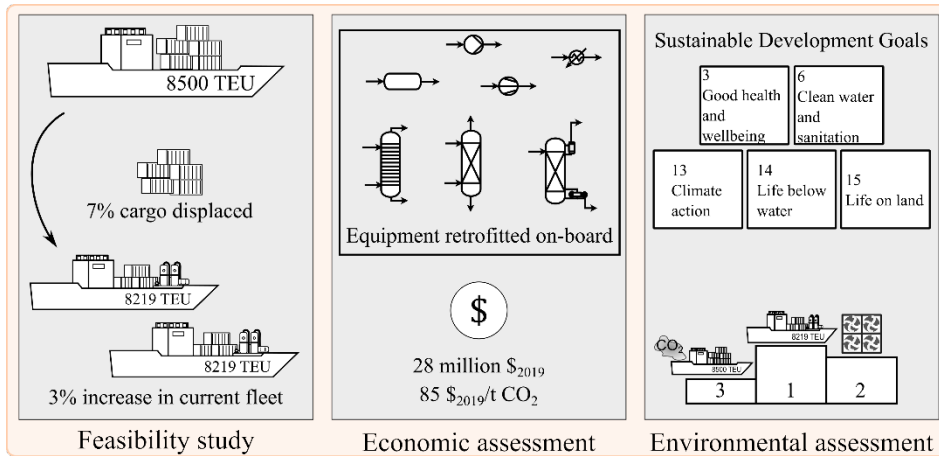 8500 TEU
7% cargo displaced
8219 TEU
8219 TEU
3% increase in current fleet
Feasibility study
Equipment retrofitted on-board
$
28 million $2019
85 $2019/t CO2
Economic assessment
Sustainable Development Goals
3
Good health
and
wellbeing
6
Clean water
and
sanitation
13
Climate
action
14
Life below
water
15
Life on land
8219 TEU
8500 TEU
3
1
2
Environmental assessment